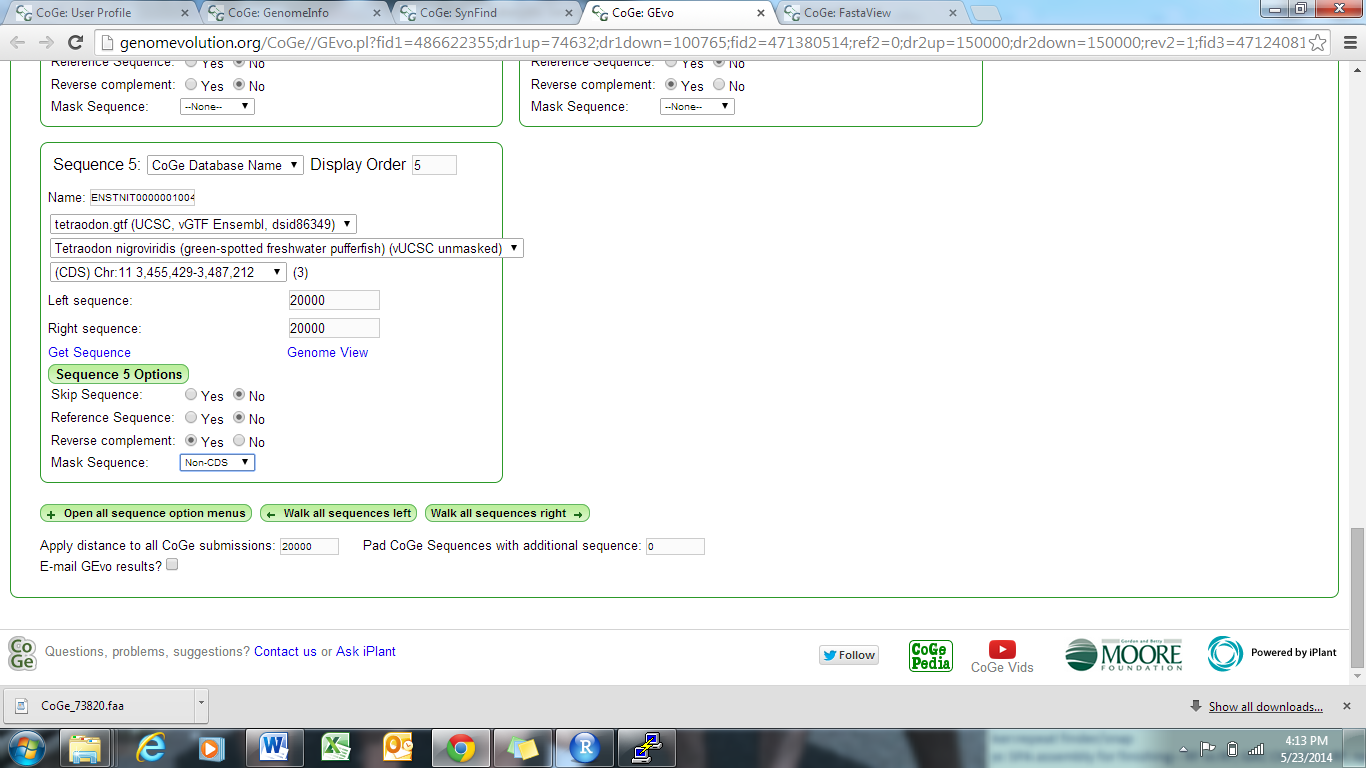 CoGe: User Profile
CoGe: GenomeInfo
CoGe: SynFind
CoGe: GEvo
CoGe: FastaView
genomevolution.org/CoGe//GEvo.pl?fid1=486622355;dr1up=74632;dr1down=100765;fid2=471380514;ref2=0;dr2up=150000;dr2down=150000;rev2=1;fid3=47124081
Reference Sequence: Yes No Reference Sequence: Yes No
Reverse complement: Yes No Reverse complement: Yes No
Mask Sequence: --None-- Mask Sequence: --None--
Sequence 5: CoGe Database Name Display Order 5
Name: ENSTNIT0000001004
tetraodon.gtf (UCSC, vGTF Ensembl, dsid86349)
Tetraodon nigroviridis (green-spotted freshwater pufferfish) (vUCSC unmasked)
(CDS) Chr:11 3,455,429-3,487,212 (3)
Left sequence: 20000
Right sequence: 20000
Get Sequence Genome View
Sequence 5 Options
Skip Sequence: Yes No
Reference Sequence: Yes No
Reverse complement: Yes No
Mask Sequence: Non-CDS
Open all sequence option menus Walk all sequences left Walk all sequences right
Apply distance to all CoGe submissions: 20000 Pad CoGe Sequences with additional sequence: 0
E-mail GEvo results?
Co Ge
Questions, problems, suggestions? Contact us or Ask iPlant
Follow
CoGe Pedia
CoGe Vids
Gordon and Betty MOORE FOUNDATION
Powered by iPlant
CoGe_73820.faa
Show all downloads...
4:13 PM
5/23/2014